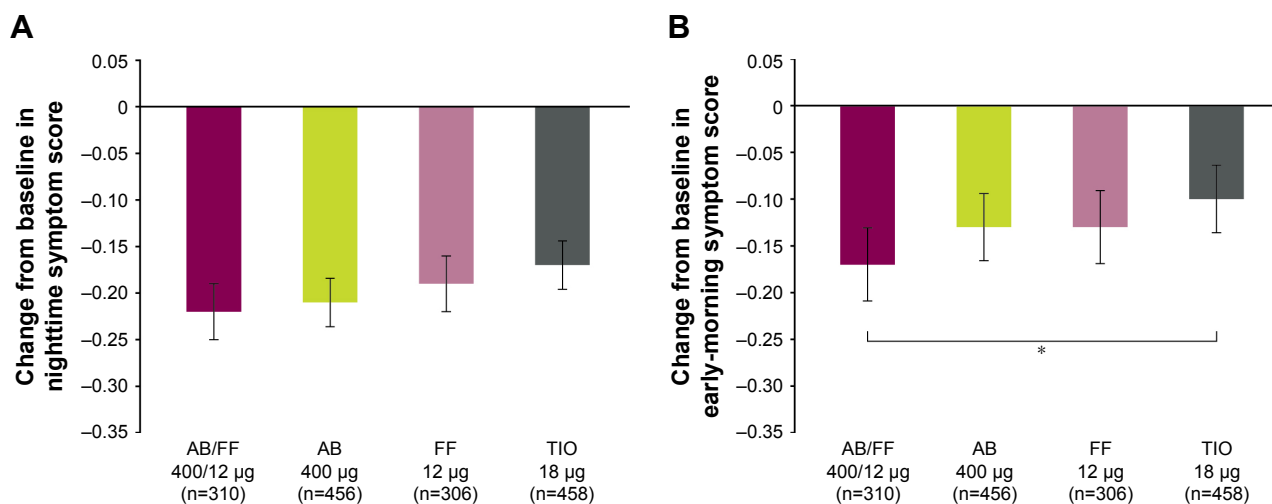 A
Change from baseline in
nighttime symptom score
0.05
0
–0.05
–0.10
–0.15
–0.20
–0.25
–0.30
–0.35
AB/FF
400/12 µg
(n=310)
AB
400 µg
(n=456)
FF
12 µg
(n=306)
TIO
18 µg
(n=458)
B
Change from baseline in
early-morning symptom score
0.05
0
–0.05
–0.10
–0.15
–0.20
–0.25
–0.30
–0.35
*
AB/FF
400/12 µg
(n=310)
AB
400 µg
(n=456)
FF
12 µg
(n=306)
TIO
18 µg
(n=458)